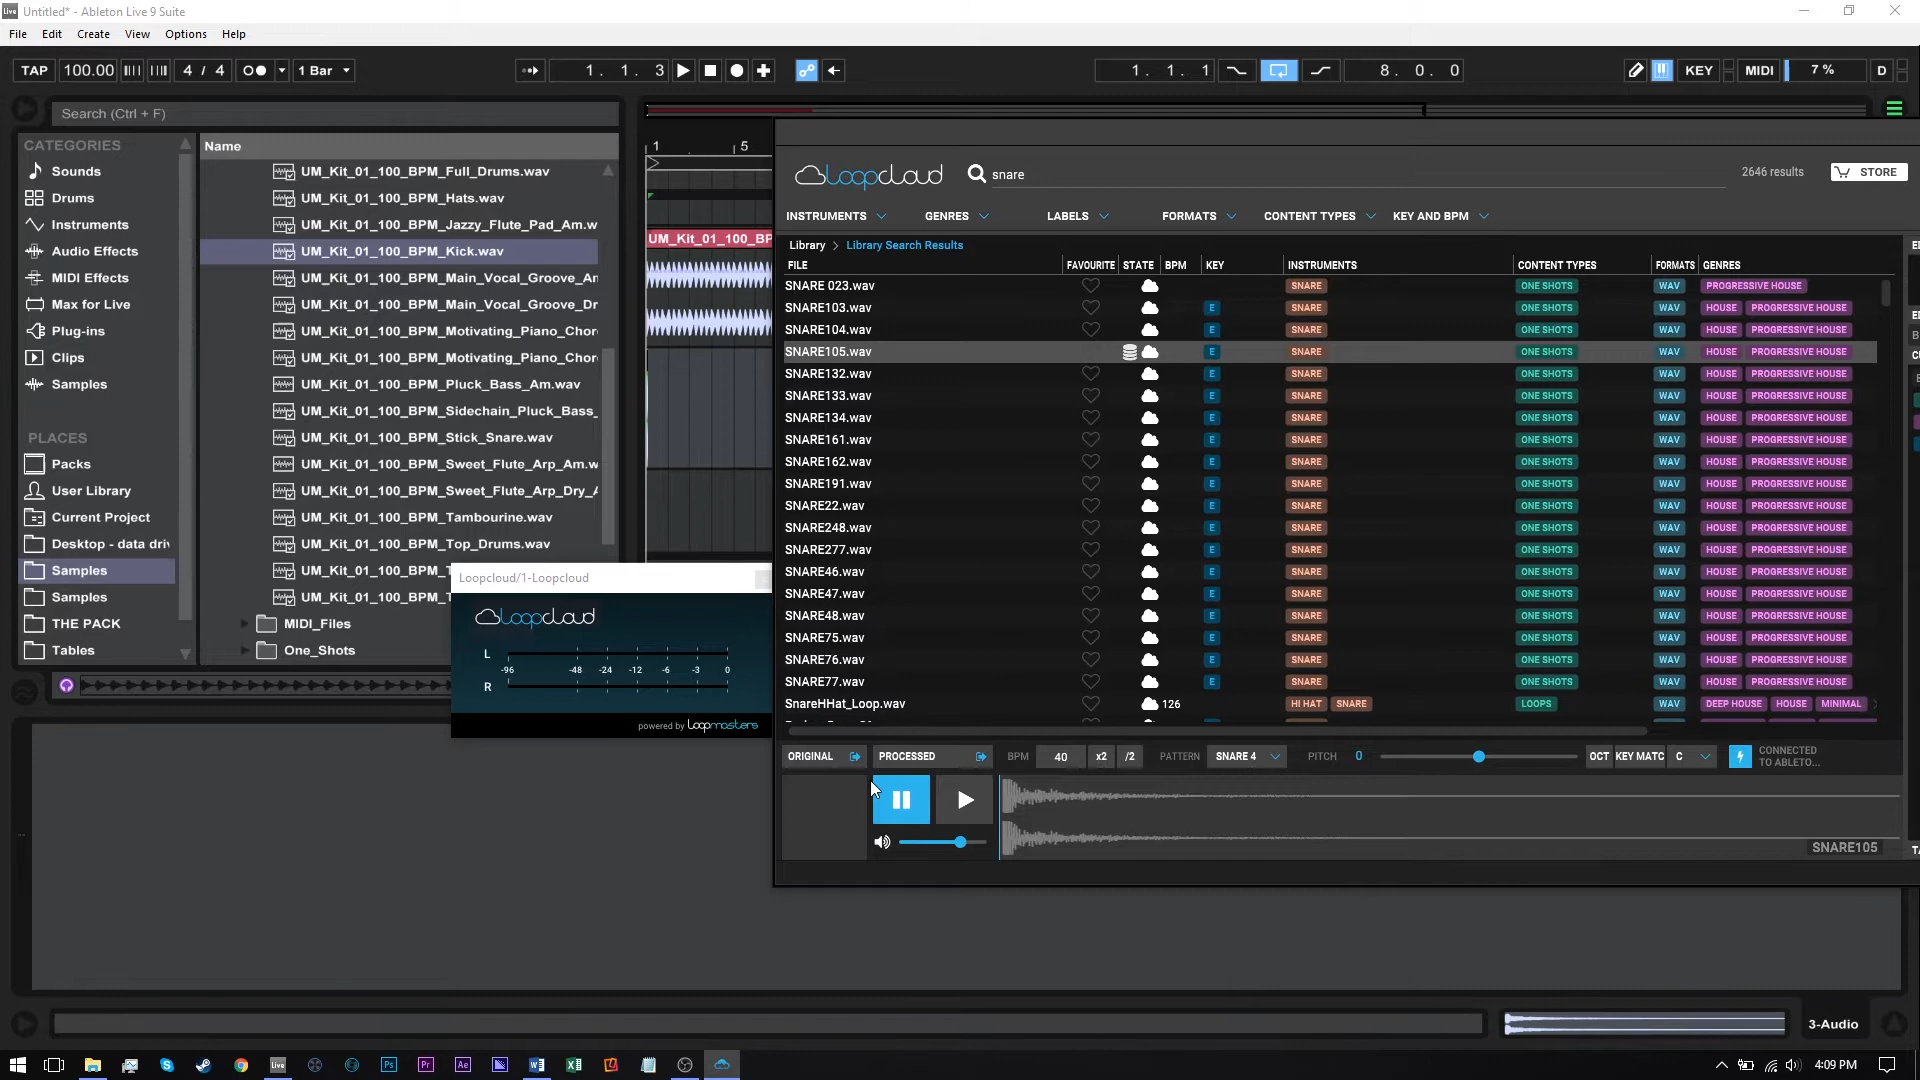 Untitled* - Ableton Live 9 Suite
File Edit Create View Options Help
TAP 100.00 4 / 4 1 Bar 1. 1. 3 1. 1. 1 8. 0. 0 KEY MIDI 7 % D
Search (Ctrl + F)
CATEGORIES
Sounds
Drums
Instruments
Audio Effects
MIDI Effects
Max for Live
Plug-ins
Clips
Samples
PLACES
Packs
User Library
Current Project
Desktop - data driv
Samples
Samples
THE PACK
Tables
Name
UM_Kit_01_100_BPM_Full_Drums.wav
UM_Kit_01_100_BPM_Hats.wav
UM_Kit_01_100_BPM_Jazzy_Flute_Pad_Am.w
UM_Kit_01_100_BPM_Kick.wav
UM_Kit_01_100_BPM_Main_Vocal_Groove_An
UM_Kit_01_100_BPM_Main_Vocal_Groove_Dr
UM_Kit_01_100_BPM_Motivating_Piano_Chor
UM_Kit_01_100_BPM_Motivating_Piano_Chor
UM_Kit_01_100_BPM_Pluck_Bass_Am.wav
UM_Kit_01_100_BPM_Sidechain_Pluck_Bass_
UM_Kit_01_100_BPM_Stick_Snare.wav
UM_Kit_01_100_BPM_Sweet_Flute_Arp_Am.w
UM_Kit_01_100_BPM_Sweet_Flute_Arp_Dry_A
UM_Kit_01_100_BPM_Tambourine.wav
UM_Kit_01_100_BPM_Top_Drums.wav
UM_Kit_01_100_BPM_
UM_Kit_01_100_BPM_
MIDI_Files
One_Shots
1 5
UM_Kit_01_100_BP
Loopcloud/1-Loopcloud
Loopcloud
L
-96 -48 -24 -12 -6 -3 0
R
powered by Loopmasters
Loopcloud snare 2646 results STORE
INSTRUMENTS GENRES LABELS FORMATS CONTENT TYPES KEY AND BPM
Library > Library Search Results
FILE FAVOURITE STATE BPM KEY INSTRUMENTS CONTENT TYPES FORMATS GENRES
SNARE 023.wav SNARE ONE SHOTS WAV PROGRESSIVE HOUSE
SNARE103.wav E SNARE ONE SHOTS WAV HOUSE PROGRESSIVE HOUSE
SNARE104.wav E SNARE ONE SHOTS WAV HOUSE PROGRESSIVE HOUSE
SNARE105.wav E SNARE ONE SHOTS WAV HOUSE PROGRESSIVE HOUSE
SNARE132.wav E SNARE ONE SHOTS WAV HOUSE PROGRESSIVE HOUSE
SNARE133.wav E SNARE ONE SHOTS WAV HOUSE PROGRESSIVE HOUSE
SNARE134.wav E SNARE ONE SHOTS WAV HOUSE PROGRESSIVE HOUSE
SNARE161.wav E SNARE ONE SHOTS WAV HOUSE PROGRESSIVE HOUSE
SNARE162.wav E SNARE ONE SHOTS WAV HOUSE PROGRESSIVE HOUSE
SNARE191.wav E SNARE ONE SHOTS WAV HOUSE PROGRESSIVE HOUSE
SNARE22.wav E SNARE ONE SHOTS WAV HOUSE PROGRESSIVE HOUSE
SNARE248.wav E SNARE ONE SHOTS WAV HOUSE PROGRESSIVE HOUSE
SNARE277.wav E SNARE ONE SHOTS WAV HOUSE PROGRESSIVE HOUSE
SNARE46.wav E SNARE ONE SHOTS WAV HOUSE PROGRESSIVE HOUSE
SNARE47.wav E SNARE ONE SHOTS WAV HOUSE PROGRESSIVE HOUSE
SNARE48.wav E SNARE ONE SHOTS WAV HOUSE PROGRESSIVE HOUSE
SNARE75.wav E SNARE ONE SHOTS WAV HOUSE PROGRESSIVE HOUSE
SNARE76.wav E SNARE ONE SHOTS WAV HOUSE PROGRESSIVE HOUSE
SNARE77.wav E SNARE ONE SHOTS WAV HOUSE PROGRESSIVE HOUSE
SnareHHat_Loop.wav 126 HI HAT SNARE LOOPS WAV DEEP HOUSE HOUSE MINIMAL
ORIGINAL PROCESSED BPM 40 x2 /2 PATTERN SNARE 4 PITCH 0 OCT KEY MATC C CONNECTED TO ABLETO...
SNARE105
3-Audio
4:09 PM